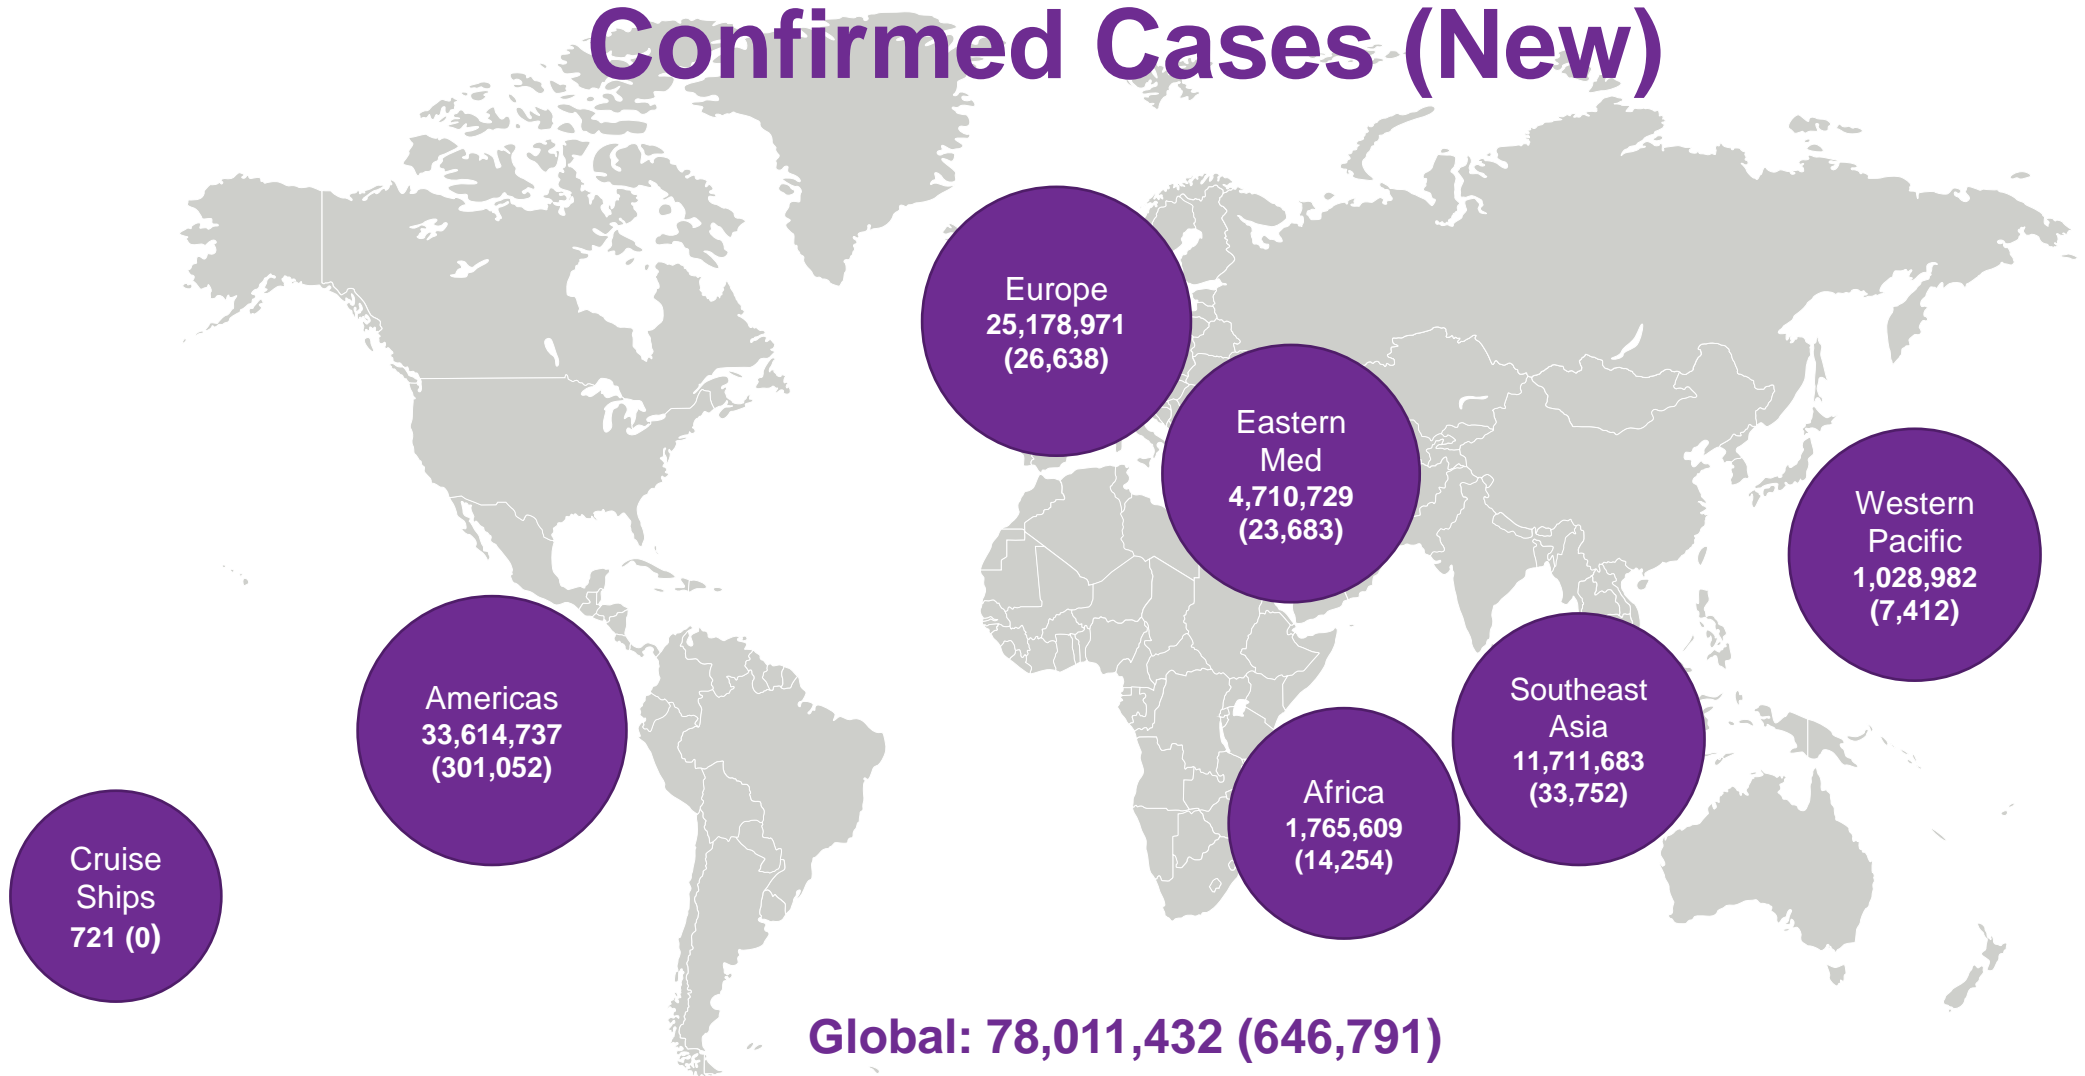 Confirmed Cases (New)
Europe
25,178,971
(26,638)
Eastern
Med
4,710,729
(23,683)
Western
Pacific
1,028,982
(7,412)
Americas
33,614,737
(301,052)
Southeast
Asia
11,711,683
(33,752)
Africa
1,765,609
(14,254)
Cruise
Ships
721 (0)
Global: 78,011,432 (646,791)